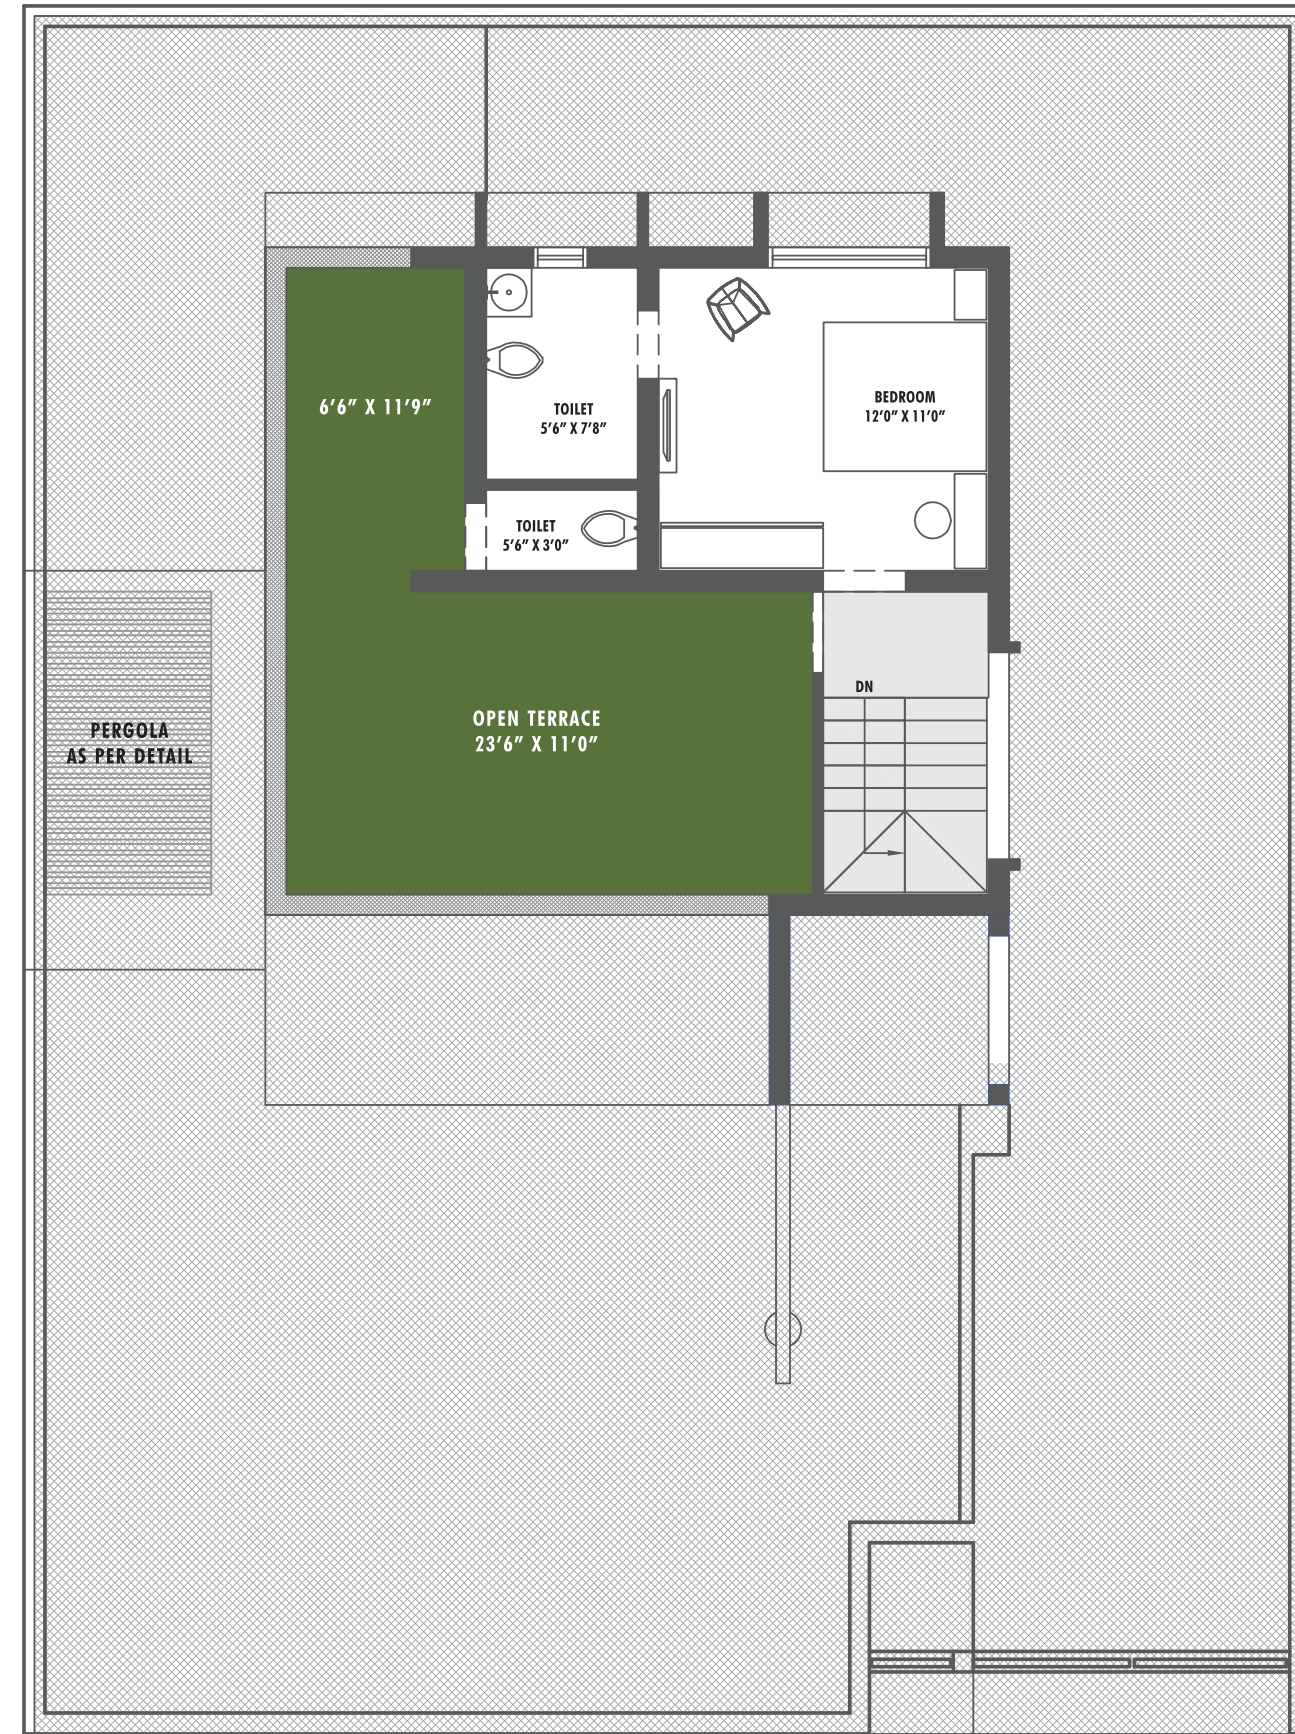 6’6” X 11’9”
TOILET
5’6” X 7’8”
BEDROOM
12’0” X 11’0”
TOILET
5’6” X 3’0”
DN
OPEN TERRACE
23’6” X 11’0”
PERGOLA
AS PER DETAIL